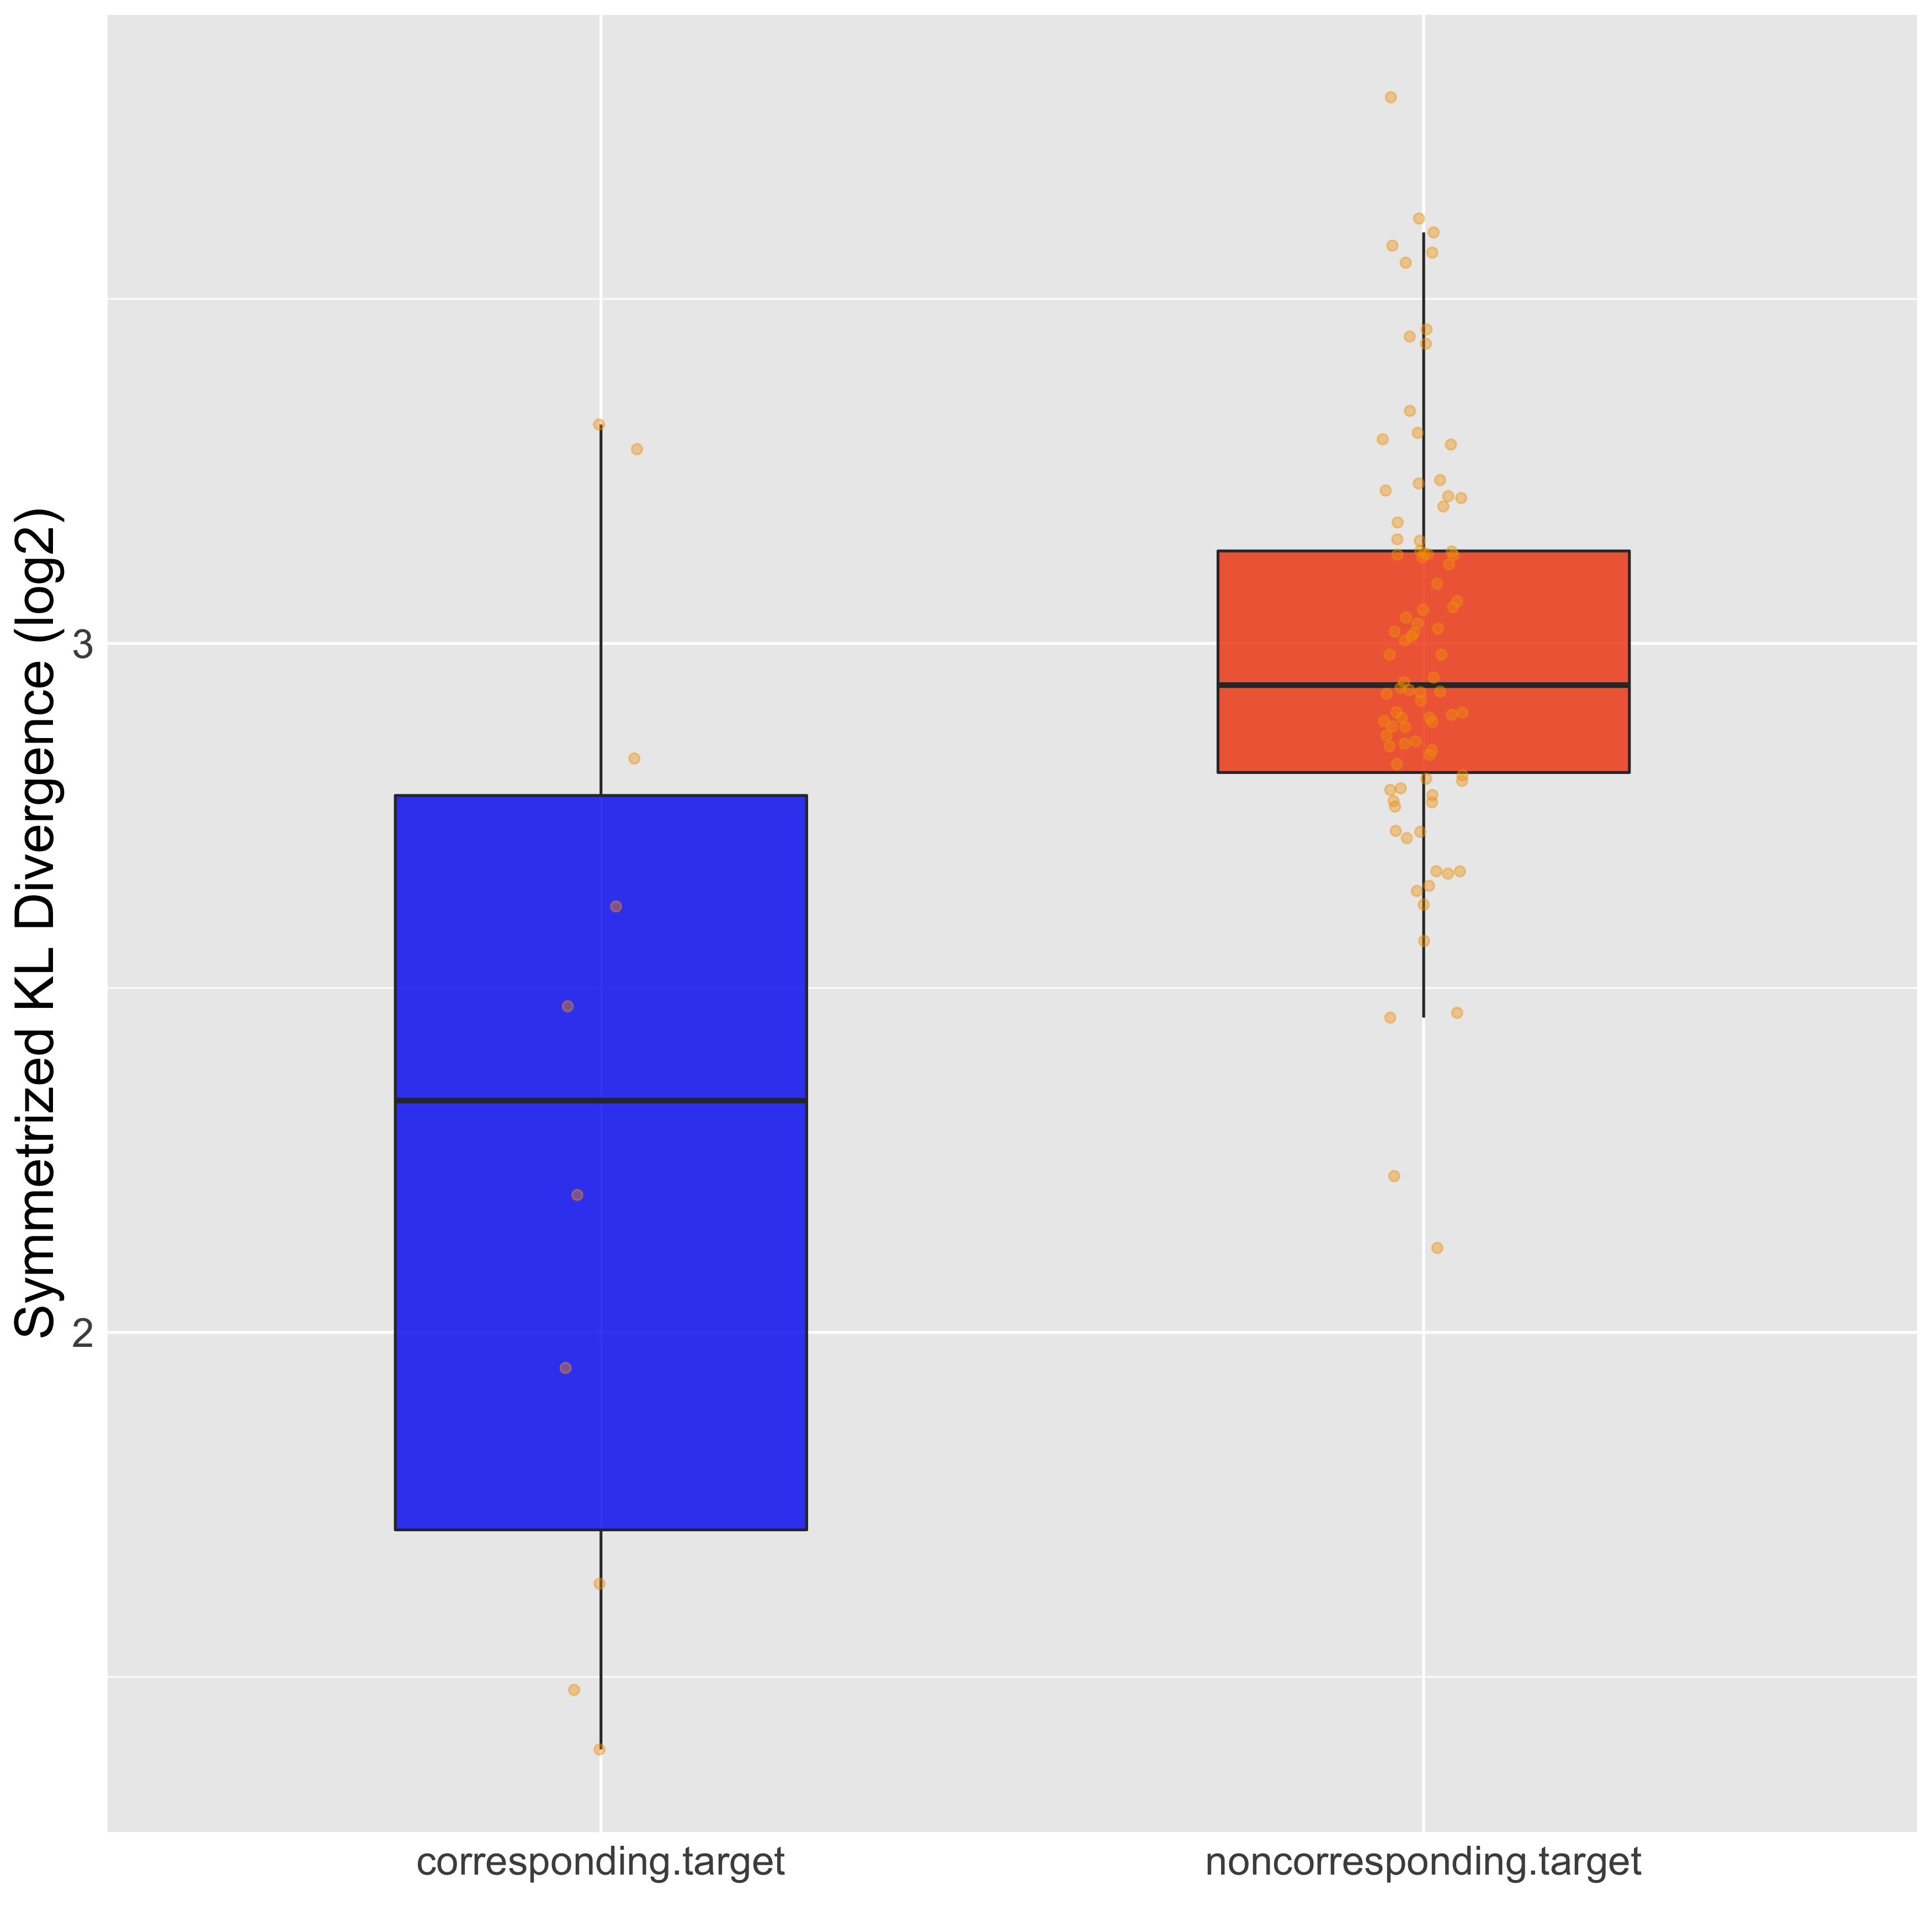 Symmetrized KL Divergence (log2)
3
2
corresponding.target
noncorresponding.target